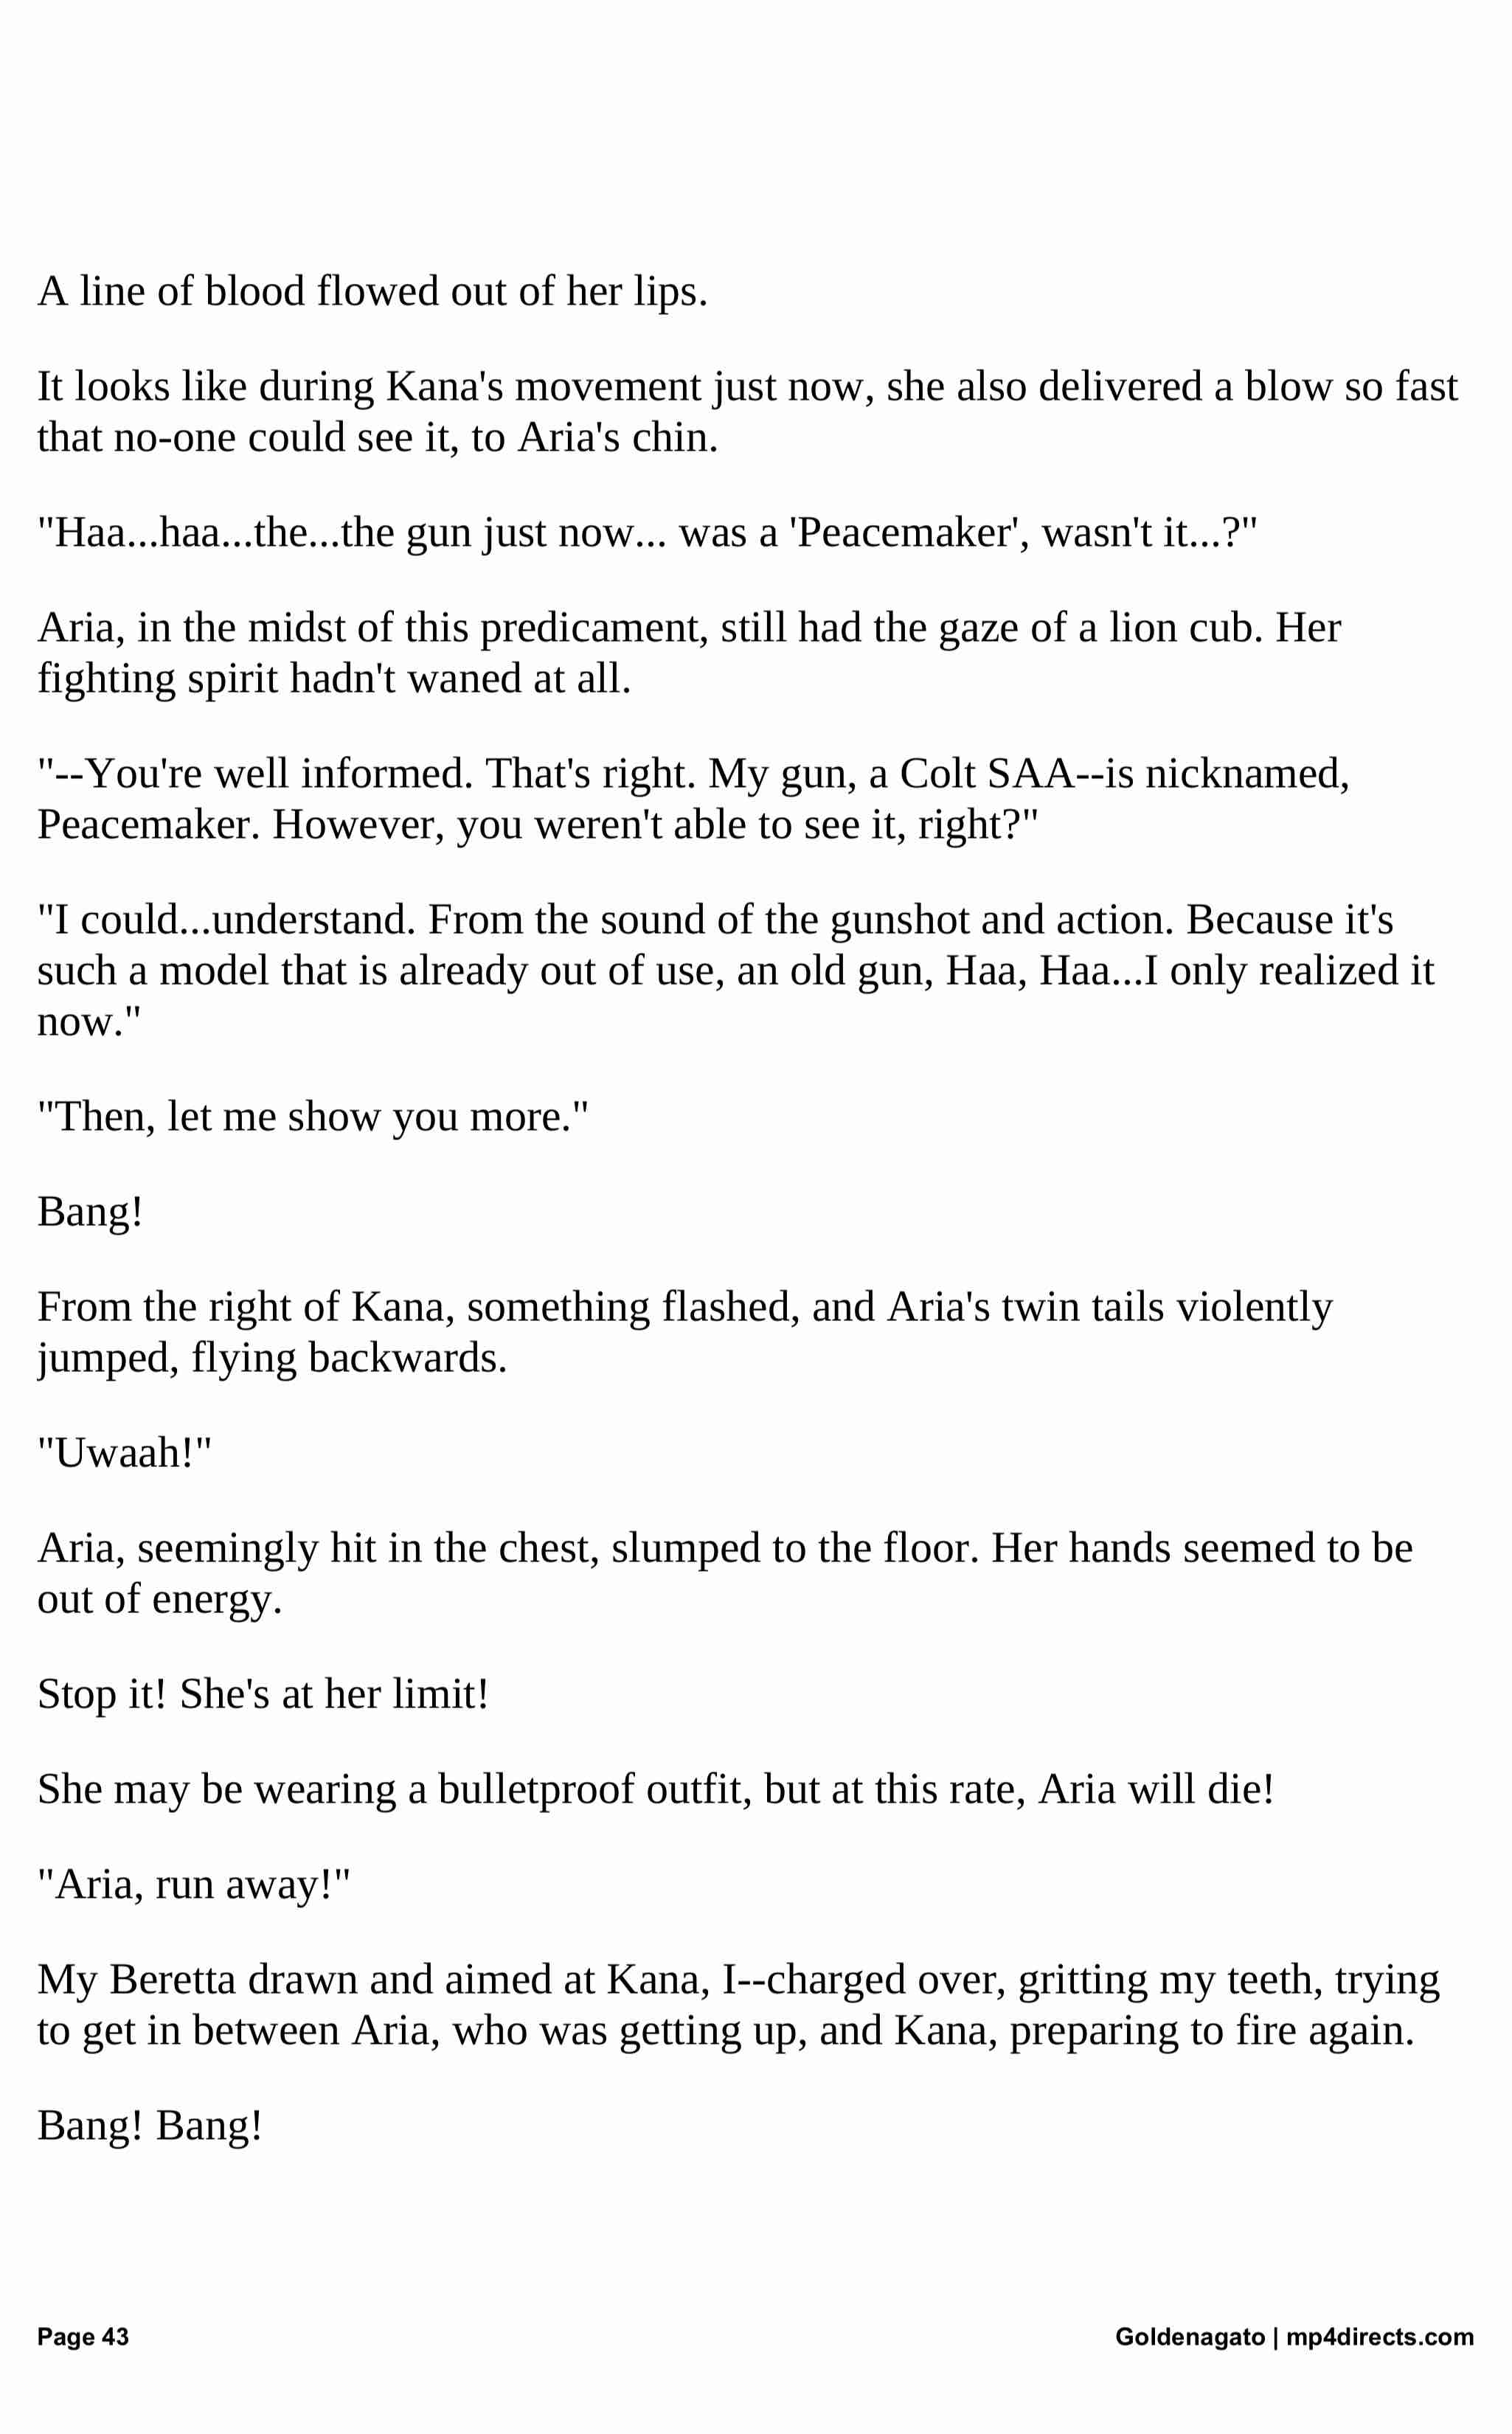 A line of blood flowed out of her lips.
It looks like during Kana's movement just now, she also delivered a blow so fast
that no-one could see it, to Aria's chin.
"Haa...haa...the...the gun just now... was a 'Peacemaker', wasn't it...?"
Aria, in the midst of this predicament, still had the gaze of a lion cub. Her
fighting spirit hadn't waned at all.
"--You're well informed. That's right. My gun, a Colt SAA--is nicknamed,
Peacemaker. However, you weren't able to see it, right?"
"I could...understand. From the sound of the gunshot and action. Because it's
such a model that is already out of use, an old gun, Haa, Haa...I only realized it
now."
"Then, let me show you more."
Bang!
From the right of Kana, something flashed, and Aria's twin tails violently
jumped, flying backwards.
"Uwaah!"
Aria, seemingly hit in the chest, slumped to the floor. Her hands seemed to be
out of energy.
Stop it! She's at her limit!
She may be wearing a bulletproof outfit, but at this rate, Aria will die!
"Aria, run away!"
My Beretta drawn and aimed at Kana, I--charged over, gritting my teeth, trying
to get in between Aria, who was getting up, and Kana, preparing to fire again.
Bang! Bang!
Page 43
Goldenagato | mp4directs.com